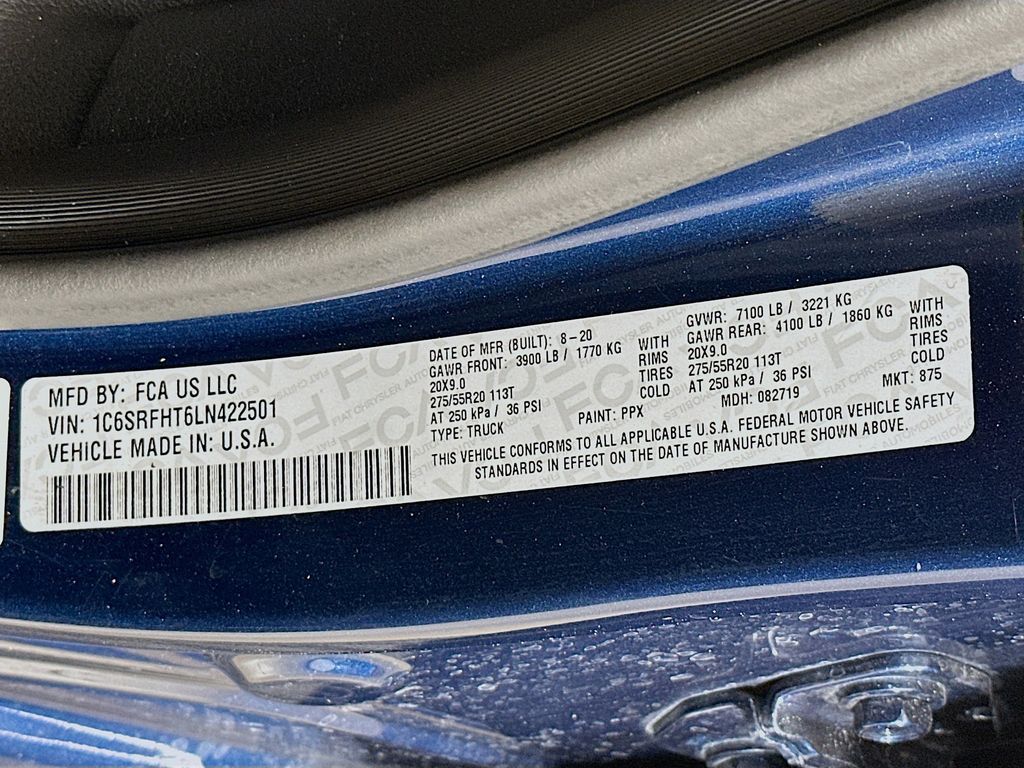 MFD BY: FCA US LLC
VIN: 1C6SRFHT6LN422501
VEHICLE MADE IN: U.S.A.
DATE OF MFR (BUILT): 8-20
GAWR FRONT: 3900 LB / 1770 KG WITH
20X9.0 RIMS
275/55R20 113T TIRES
AT 250 kPa / 36 PSI COLD
TYPE: TRUCK
GVWR: 7100 LB / 3221 KG
GAWR REAR: 4100 LB / 1860 KG WITH
20X9.0 RIMS
275/55R20 113T TIRES
AT 250 kPa / 36 PSI COLD
PAINT: PPX MDH: 082719 MKT: 875
THIS VEHICLE CONFORMS TO ALL APPLICABLE U.S.A. FEDERAL MOTOR VEHICLE SAFETY
STANDARDS IN EFFECT ON THE DATE OF MANUFACTURE SHOWN ABOVE.